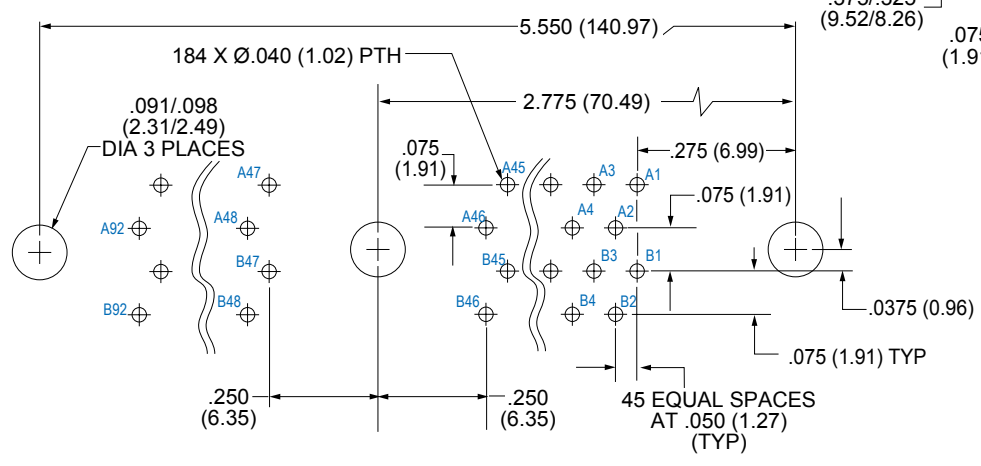 .375/.325
(9.52/8.26)
5.550 (140.97)
.075
184 X Ø.040 (1.02) PTH
2.775 (70.49)
.091/.098
(2.31/2.49)
DIA 3 PLACES
.075
(1.91)
.275 (6.99)
A47
A45
A3
A1
.075 (1.91)
A92
A48
A46
A4
A2
B47
B45
B3
B1
B92
B48
B46
B4
B2
.0375 (0.96)
.075 (1.91) TYP
.250
(6.35)
.250
(6.35)
45 EQUAL SPACES
AT .050 (1.27)
(TYP)